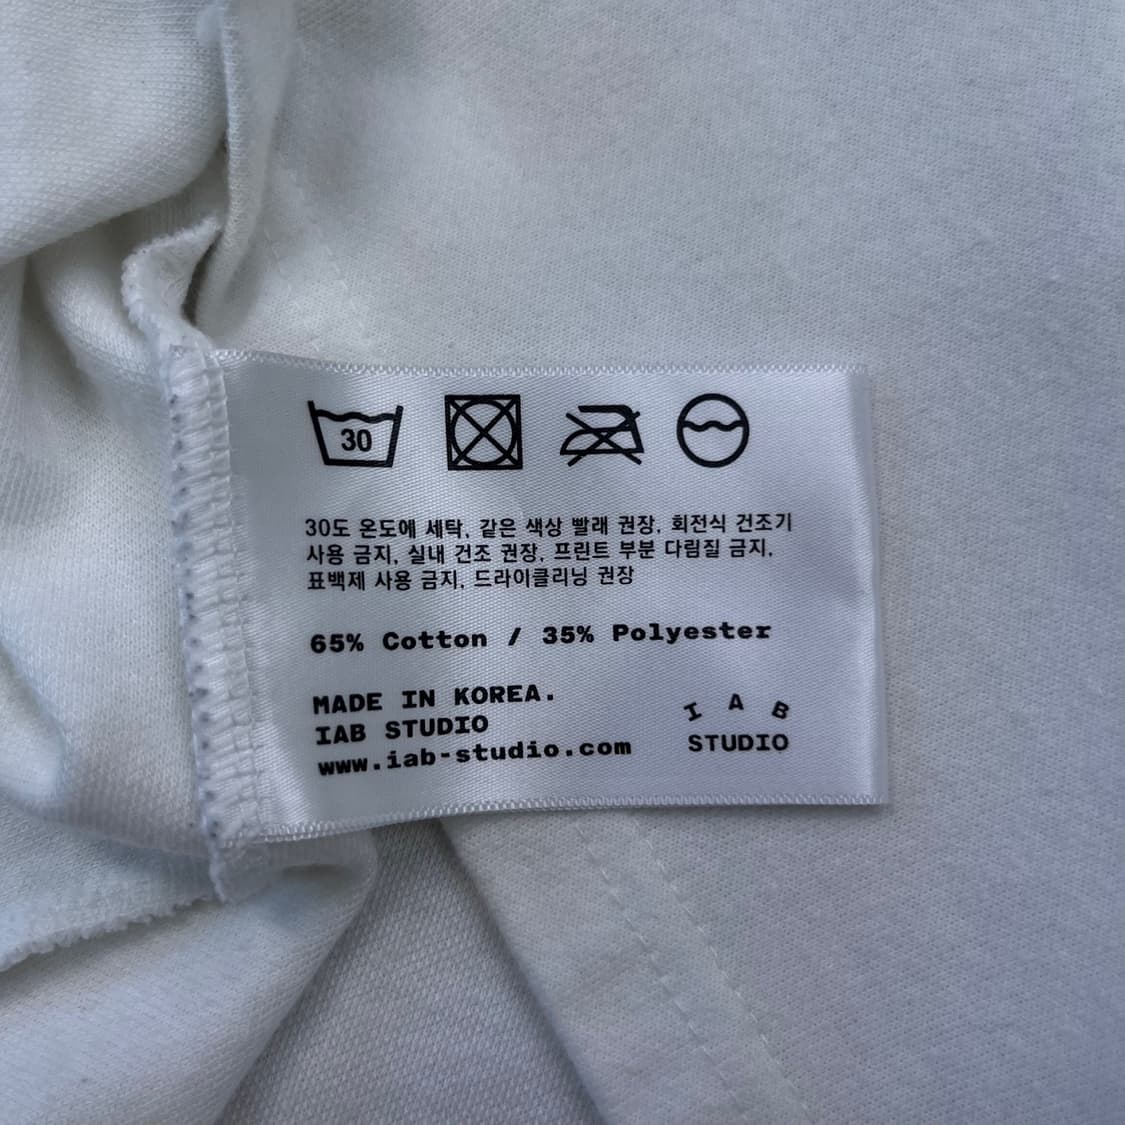 30
30도 온도에 세탁, 같은 색상 빨래 권장, 회전식 건조기
사용 금지, 실내 건조 권장, 프린트 부분 다림질 금지,
표백제 사용 금지, 드라이클리닝 권장
65% Cotton / 35% Polyester
MADE IN KOREA.
IAB STUDIO
www.iab-studio.com
I A B
STUDIO